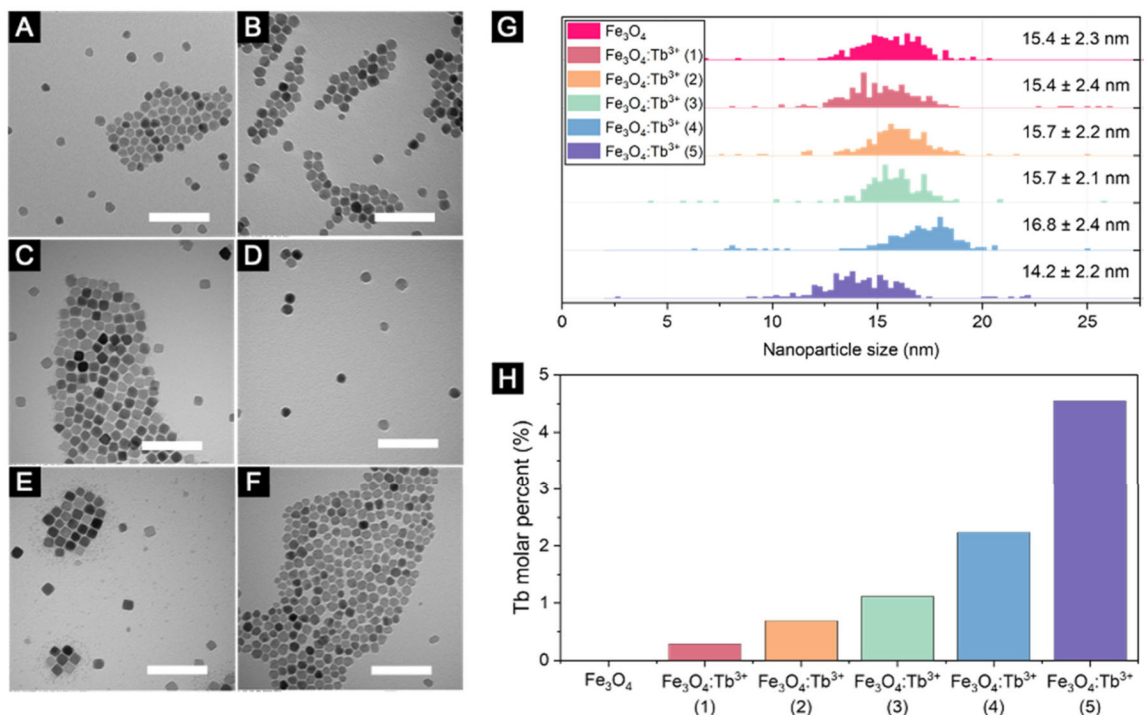 A
B
C
D
E
F
G
Fe₃O₄
Fe₃O₄:Tb³⁺ (1)
Fe₃O₄:Tb³⁺ (2)
Fe₃O₄:Tb³⁺ (3)
Fe₃O₄:Tb³⁺ (4)
Fe₃O₄:Tb³⁺ (5)
15.4 ± 2.3 nm
15.4 ± 2.4 nm
15.7 ± 2.2 nm
15.7 ± 2.1 nm
16.8 ± 2.4 nm
14.2 ± 2.2 nm
0 5 10 15 20 25
Nanoparticle size (nm)
H
Tb molar percent (%)
5
4
3
2
1
0
Fe₃O₄ Fe₃O₄:Tb³⁺ Fe₃O₄:Tb³⁺ Fe₃O₄:Tb³⁺ Fe₃O₄:Tb³⁺ Fe₃O₄:Tb³⁺
(1) (2) (3) (4) (5)